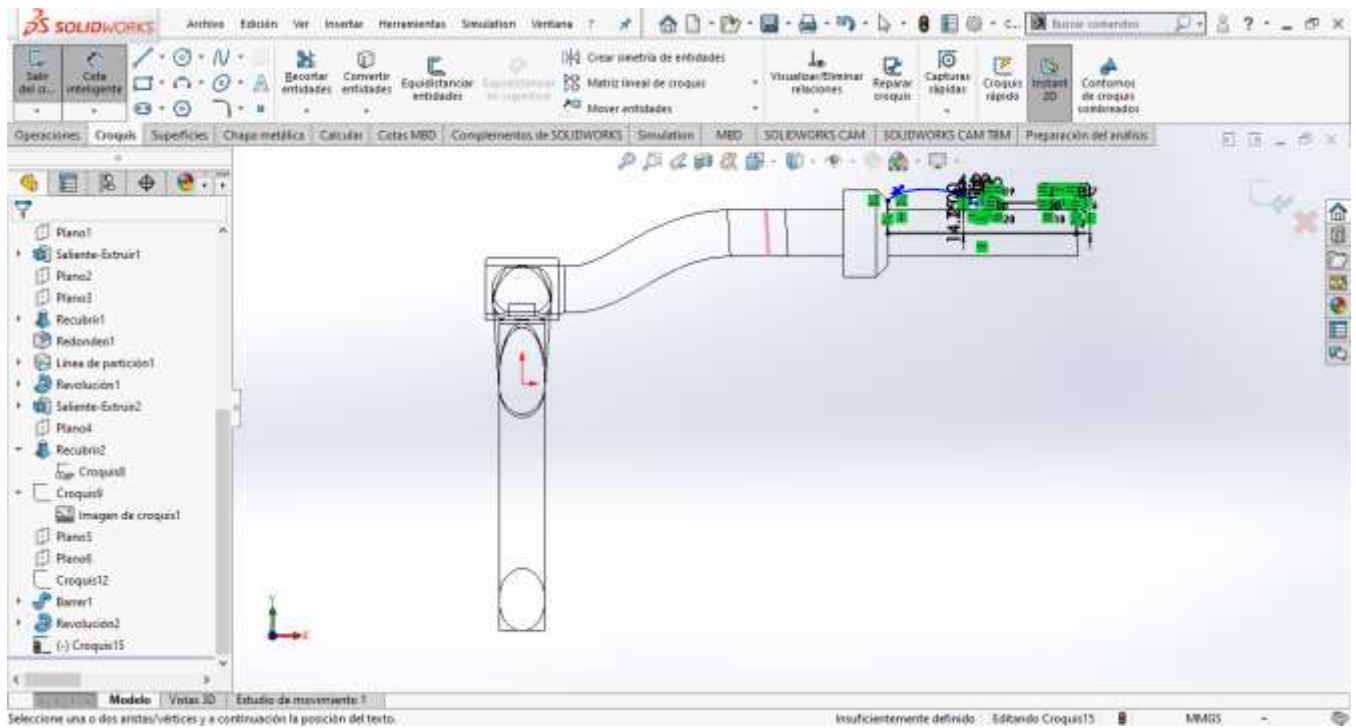 SOLIDWORKS
Archivo Edición Ver Insertar Herramientas Simulation Ventana ?
Buscar comandos
Salir del cr...
Cota inteligente
Recortar entidades
Convertir entidades
Equidistanciar entidades
Crear simetría de entidades
Matriz lineal de croquis
Mover entidades
Visualizar/Eliminar relaciones
Reparar croquis
Capturas rápidas
Croquis rápido
Instant 2D
Contornos de croquis sombreados
Operaciones Croquis Superficies Chapa metálica Calcular Cotas MBD Complementos de SOLIDWORKS Simulation MBD SOLIDWORKS CAM SOLIDWORKS CAM TBM Preparación del análisis
Plano1
Saliente-Extruir1
Plano2
Plano3
Recubrir1
Redondeo1
Línea de partición1
Revolución1
Saliente-Extruir2
Plano4
Recubrir2
Croquis8
Croquis9
Imagen de croquis1
Plano5
Plano6
Croquis12
Barrer1
Revolución2
(-) Croquis15
20
10
Y
X
Modelo Vistas 3D Estudio de movimiento 1
Seleccione una o dos aristas/vértices y a continuación la posición del texto.
Insuficientemente definido Editando Croquis15 MMGS